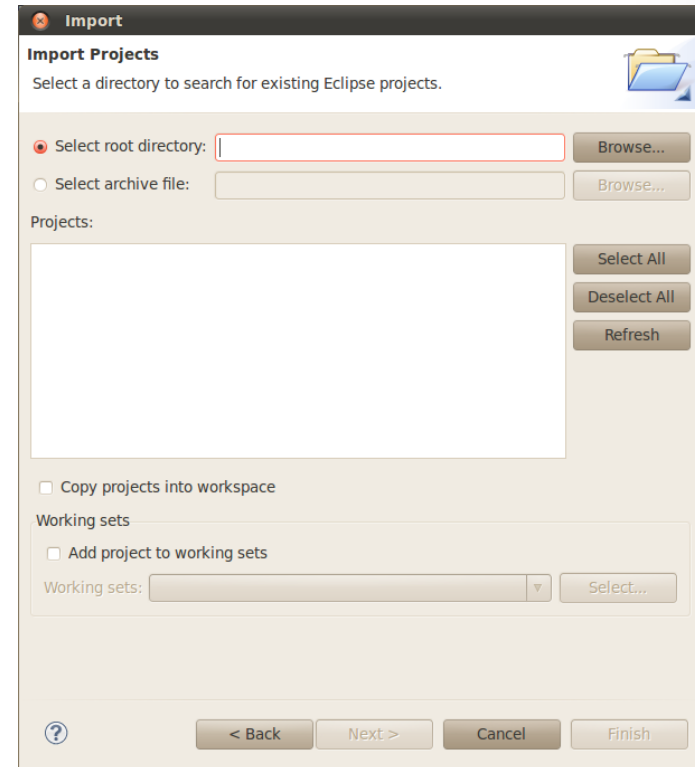 Import
Import Projects
Select a directory to search for existing Eclipse projects.
Select root directory: Browse...
Select archive file: Browse...
Projects:
Select All
Deselect All
Refresh
Copy projects into workspace
Working sets
Add project to working sets
Working sets: Select...
? < Back Next > Cancel Finish